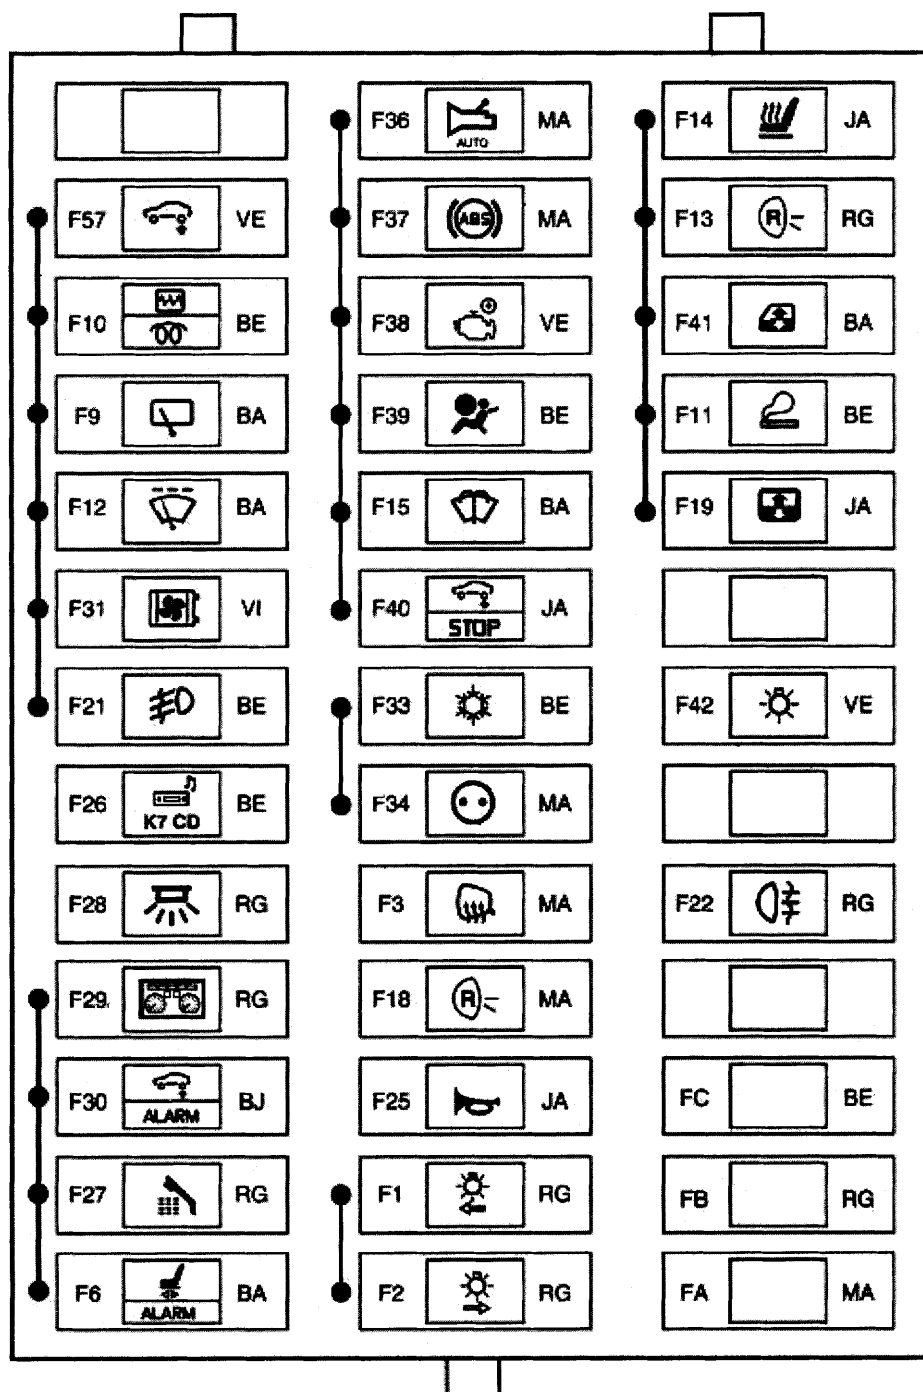 F36 AUTO MA
F14 JA
F57 VE
F37 ABS MA
F13 R RG
F10 BE
F38 VE
F41 BA
F9 BA
F39 BE
F11 BE
F12 BA
F15 BA
F19 JA
F31 VI
F40 STOP JA
F21 BE
F33 BE
F42 VE
F26 K7 CD BE
F34 MA
F28 RG
F3 MA
F22 RG
F29 RG
F18 R MA
F30 ALARM BJ
F25 JA
FC BE
F27 RG
F1 RG
FB RG
F6 ALARM BA
F2 RG
FA MA